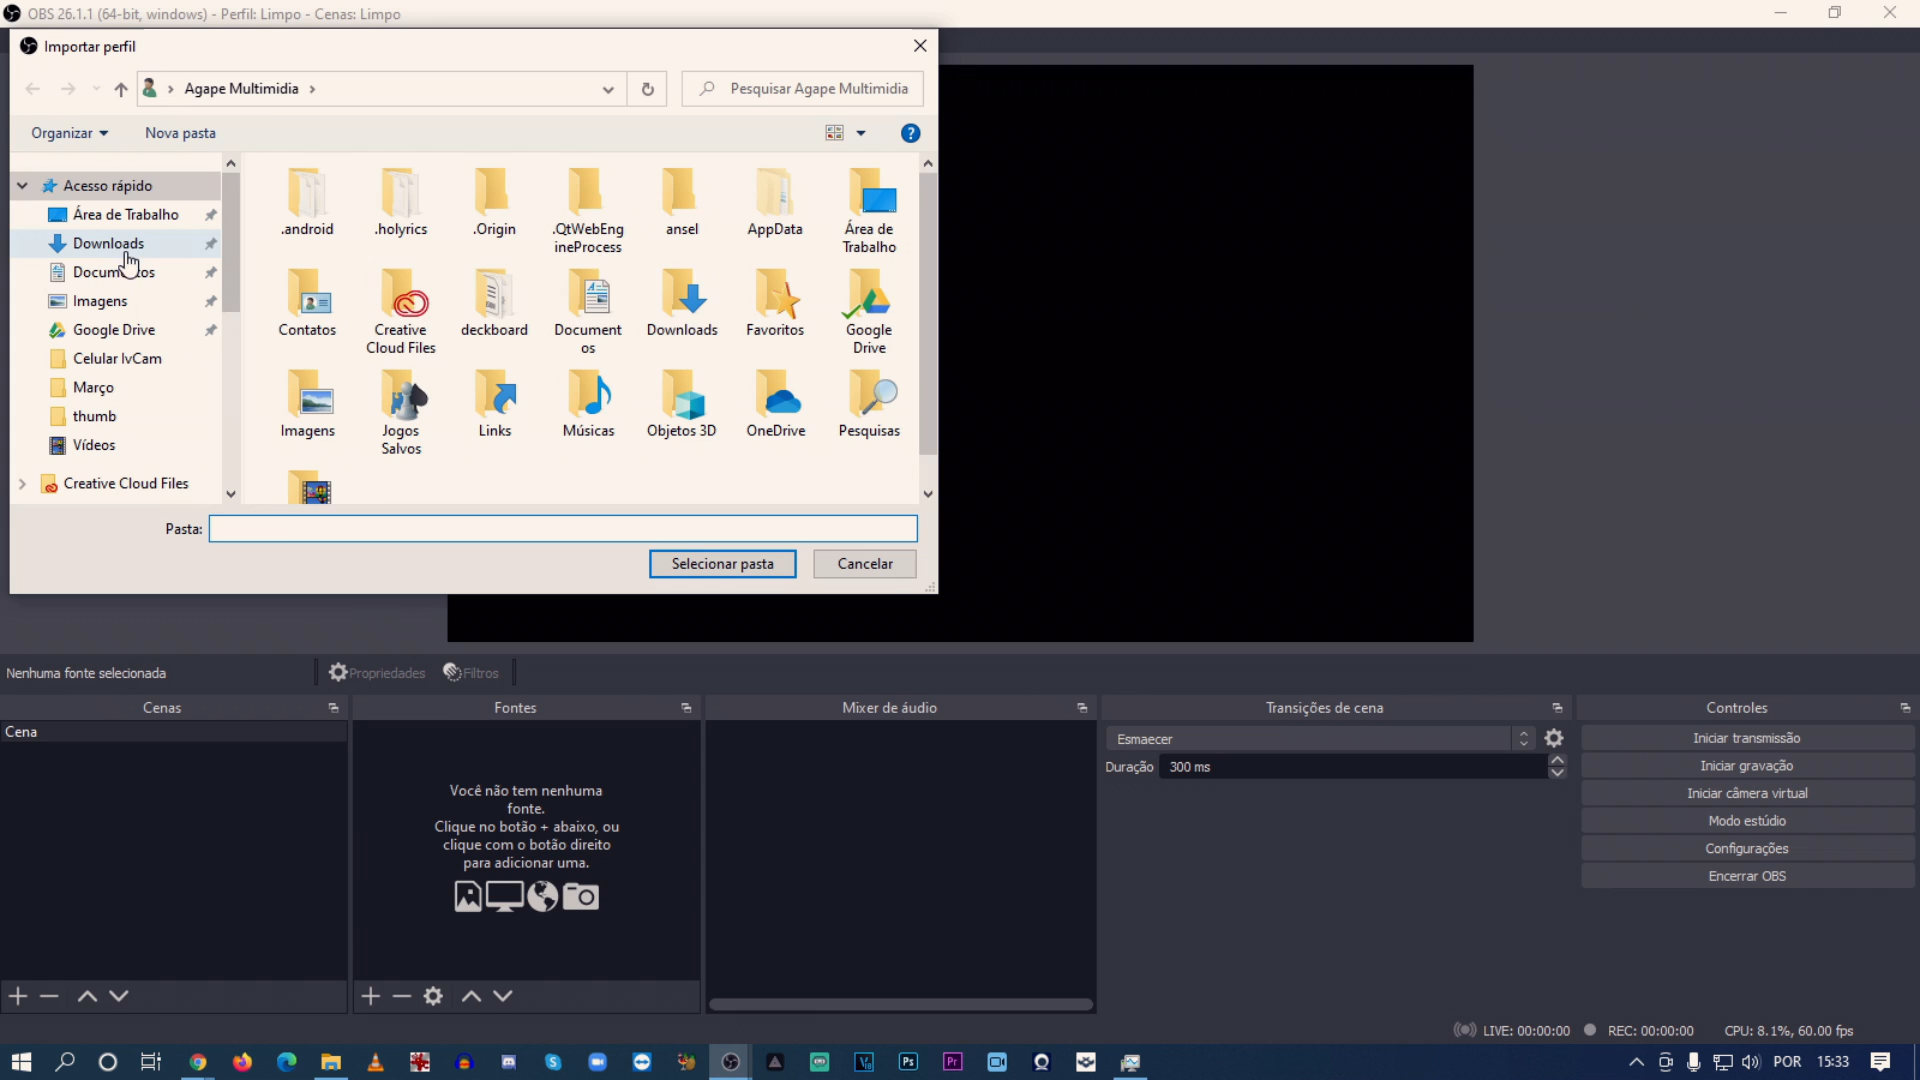 OBS 26.1.1 (64-bit, windows) - Perfil: Limpo - Cenas: Limpo
Importar perfil
Agape Multimidia
Pesquisar Agape Multimidia
Organizar
Nova pasta
?
Acesso rápido
Área de Trabalho
Downloads
Imagens
Google Drive
Celular IvCam
Março
thumb
Vídeos
Creative Cloud Files
.android
.holyrics
.Origin
.QtWebEng
ineProcess
ansel
AppData
Área de
Trabalho
Contatos
Creative
Cloud Files
deckboard
Document
os
Downloads
Favoritos
Google
Drive
Imagens
Jogos
Salvos
Links
Músicas
Objetos 3D
OneDrive
Pesquisas
Pasta:
Selecionar pasta
Cancelar
Nenhuma fonte selecionada
Propriedades
Filtros
Cenas
Fontes
Mixer de áudio
Transições de cena
Controles
Cena
Você não tem nenhuma
fonte.
Clique no botão + abaixo, ou
clique com o botão direito
para adicionar uma.
Esmaecer
Duração
300 ms
Iniciar transmissão
Iniciar gravação
Iniciar câmera virtual
Modo estúdio
Configurações
Encerrar OBS
LIVE: 00:00:00
REC: 00:00:00
CPU: 8.1%, 60.00 fps
Ps
Pr
POR
15:33